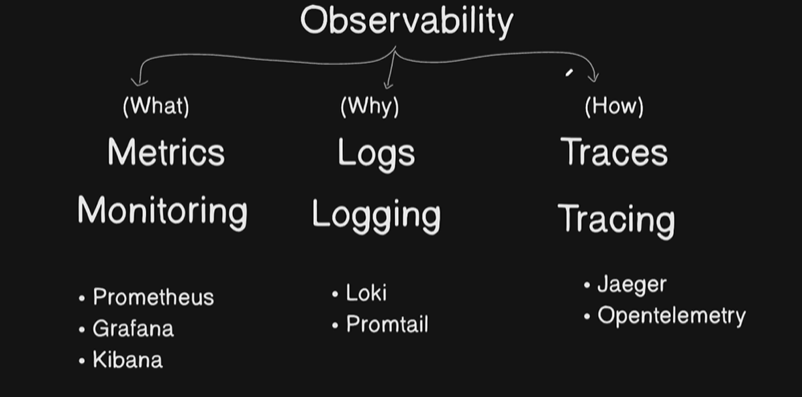 Observability
(What)
Metrics
Monitoring
• Prometheus
• Grafana
• Kibana
(Why)
Logs
Logging
• Loki
• Promtail
(How)
Traces
Tracing
• Jaeger
• Opentelemetry